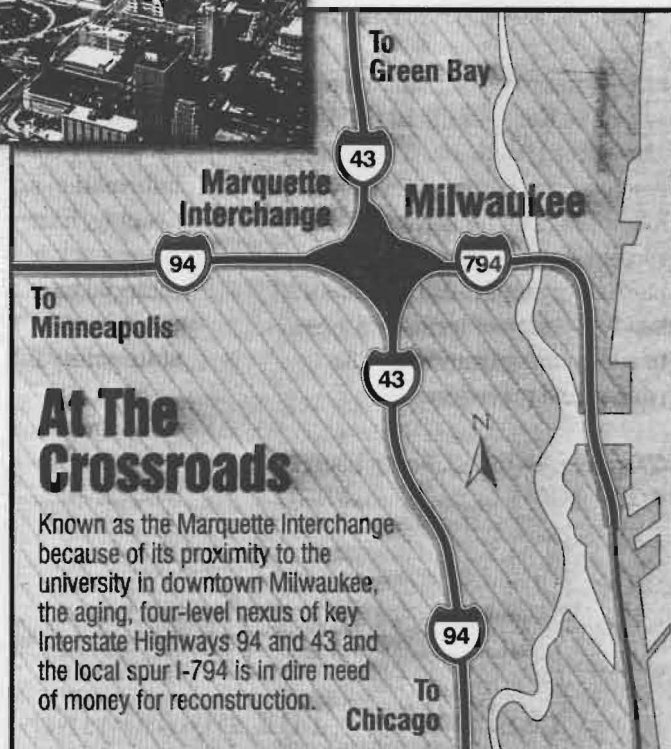 To
Green Bay
43
Marquette
Interchange
Milwaukee
94
794
To
Minneapolis
43
N
At The
Crossroads
Known as the Marquette Interchange
because of its proximity to the
university in downtown Milwaukee,
the aging, four-level nexus of key
Interstate Highways 94 and 43 and
the local spur I-794 is in dire need
of money for reconstruction.
94
To
Chicago